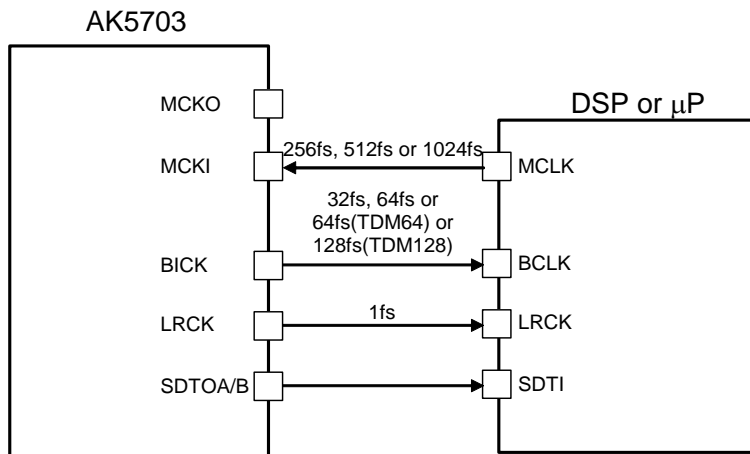 AK5703
DSP or μP
MCKO
256fs, 512fs or 1024fs
MCKI
MCLK
32fs, 64fs or
64fs(TDM64) or
128fs(TDM128)
BICK
BCLK
1fs
LRCK
LRCK
SDTOA/B
SDTI